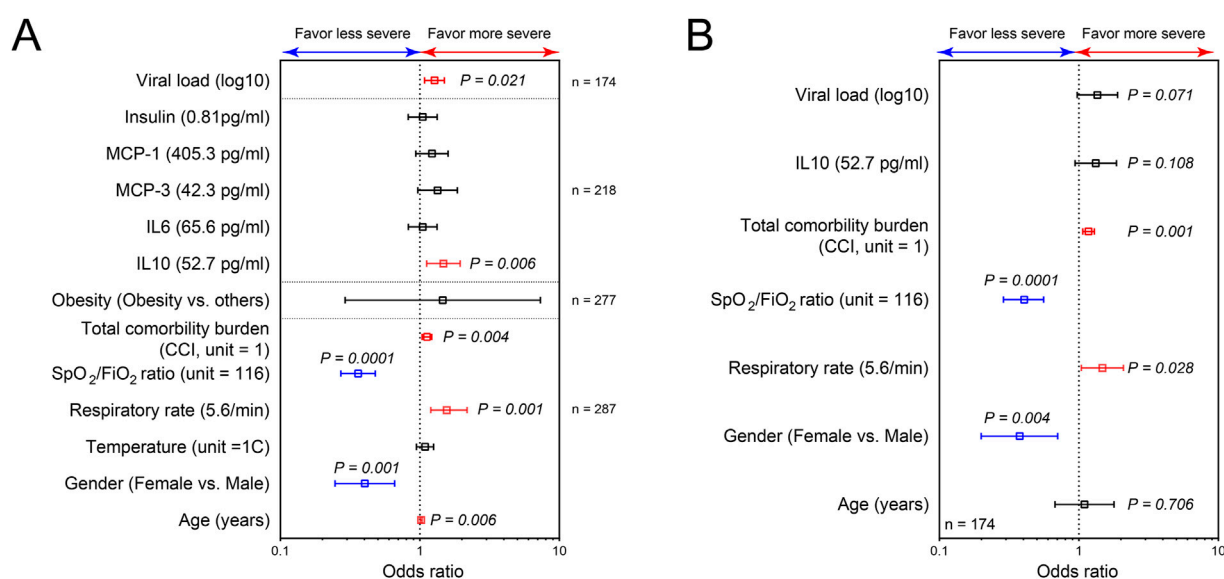 A
Favor less severe Favor more severe
Viral load (log10) P = 0.021 n = 174
Insulin (0.81pg/ml)
MCP-1 (405.3 pg/ml)
MCP-3 (42.3 pg/ml) n = 218
IL6 (65.6 pg/ml)
IL10 (52.7 pg/ml) P = 0.006
Obesity (Obesity vs. others) n = 277
Total comorbility burden
(CCI, unit = 1) P = 0.004
P = 0.0001
SpO₂/FiO₂ ratio (unit = 116)
Respiratory rate (5.6/min) P = 0.001 n = 287
Temperature (unit =1C)
P = 0.001
Gender (Female vs. Male)
Age (years) P = 0.006
0.1 1 10
Odds ratio
B
Favor less severe Favor more severe
Viral load (log10) P = 0.071
IL10 (52.7 pg/ml) P = 0.108
Total comorbility burden
(CCI, unit = 1) P = 0.001
P = 0.0001
SpO₂/FiO₂ ratio (unit = 116)
Respiratory rate (5.6/min) P = 0.028
P = 0.004
Gender (Female vs. Male)
Age (years) P = 0.706
n = 174
0.1 1 10
Odds ratio